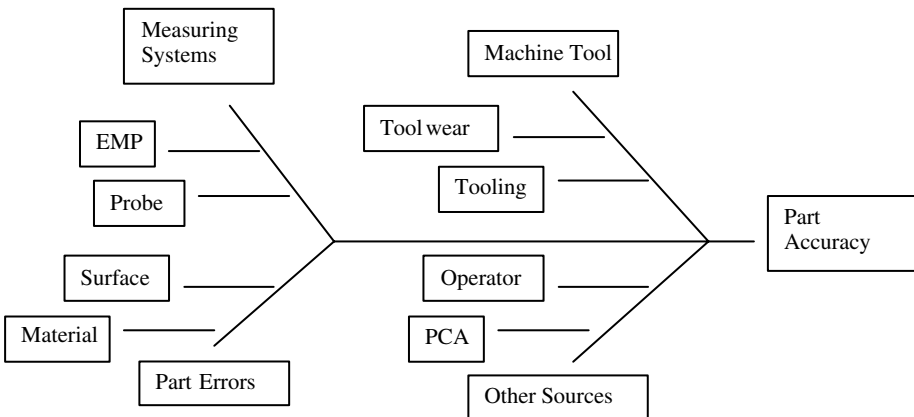 Measuring
Systems
Machine Tool
EMP
Tool wear
Probe
Tooling
Part
Accuracy
Surface
Operator
Material
PCA
Part Errors
Other Sources